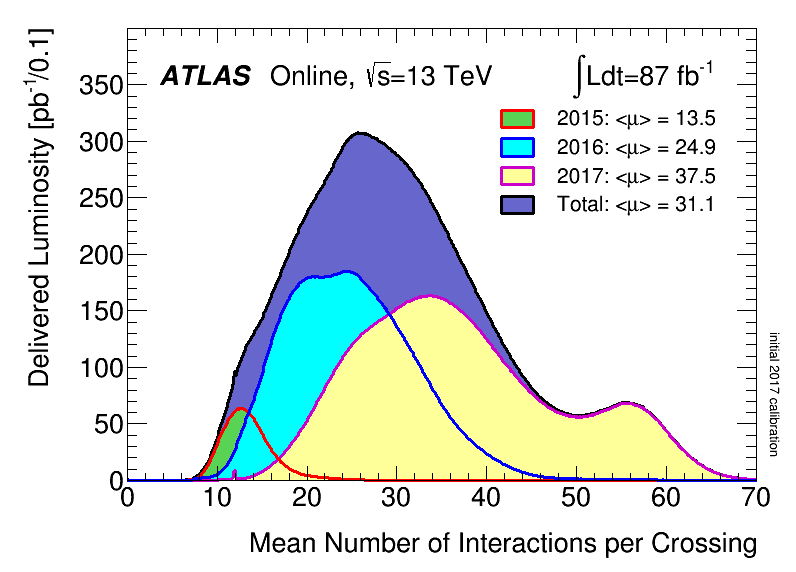 Delivered Luminosity [pb⁻¹/0.1]
ATLAS Online, √s=13 TeV ∫Ldt=87 fb⁻¹
2015: <μ> = 13.5
2016: <μ> = 24.9
2017: <μ> = 37.5
Total: <μ> = 31.1
350
300
250
200
150
100
50
0
0 10 20 30 40 50 60 70
Mean Number of Interactions per Crossing
initial 2017 calibration